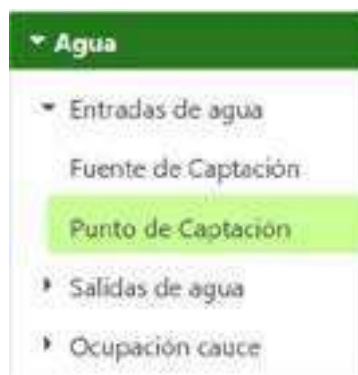 Agua
Entradas de agua
Fuente de Captación
Punto de Captación
Salidas de agua
Ocupación cauce